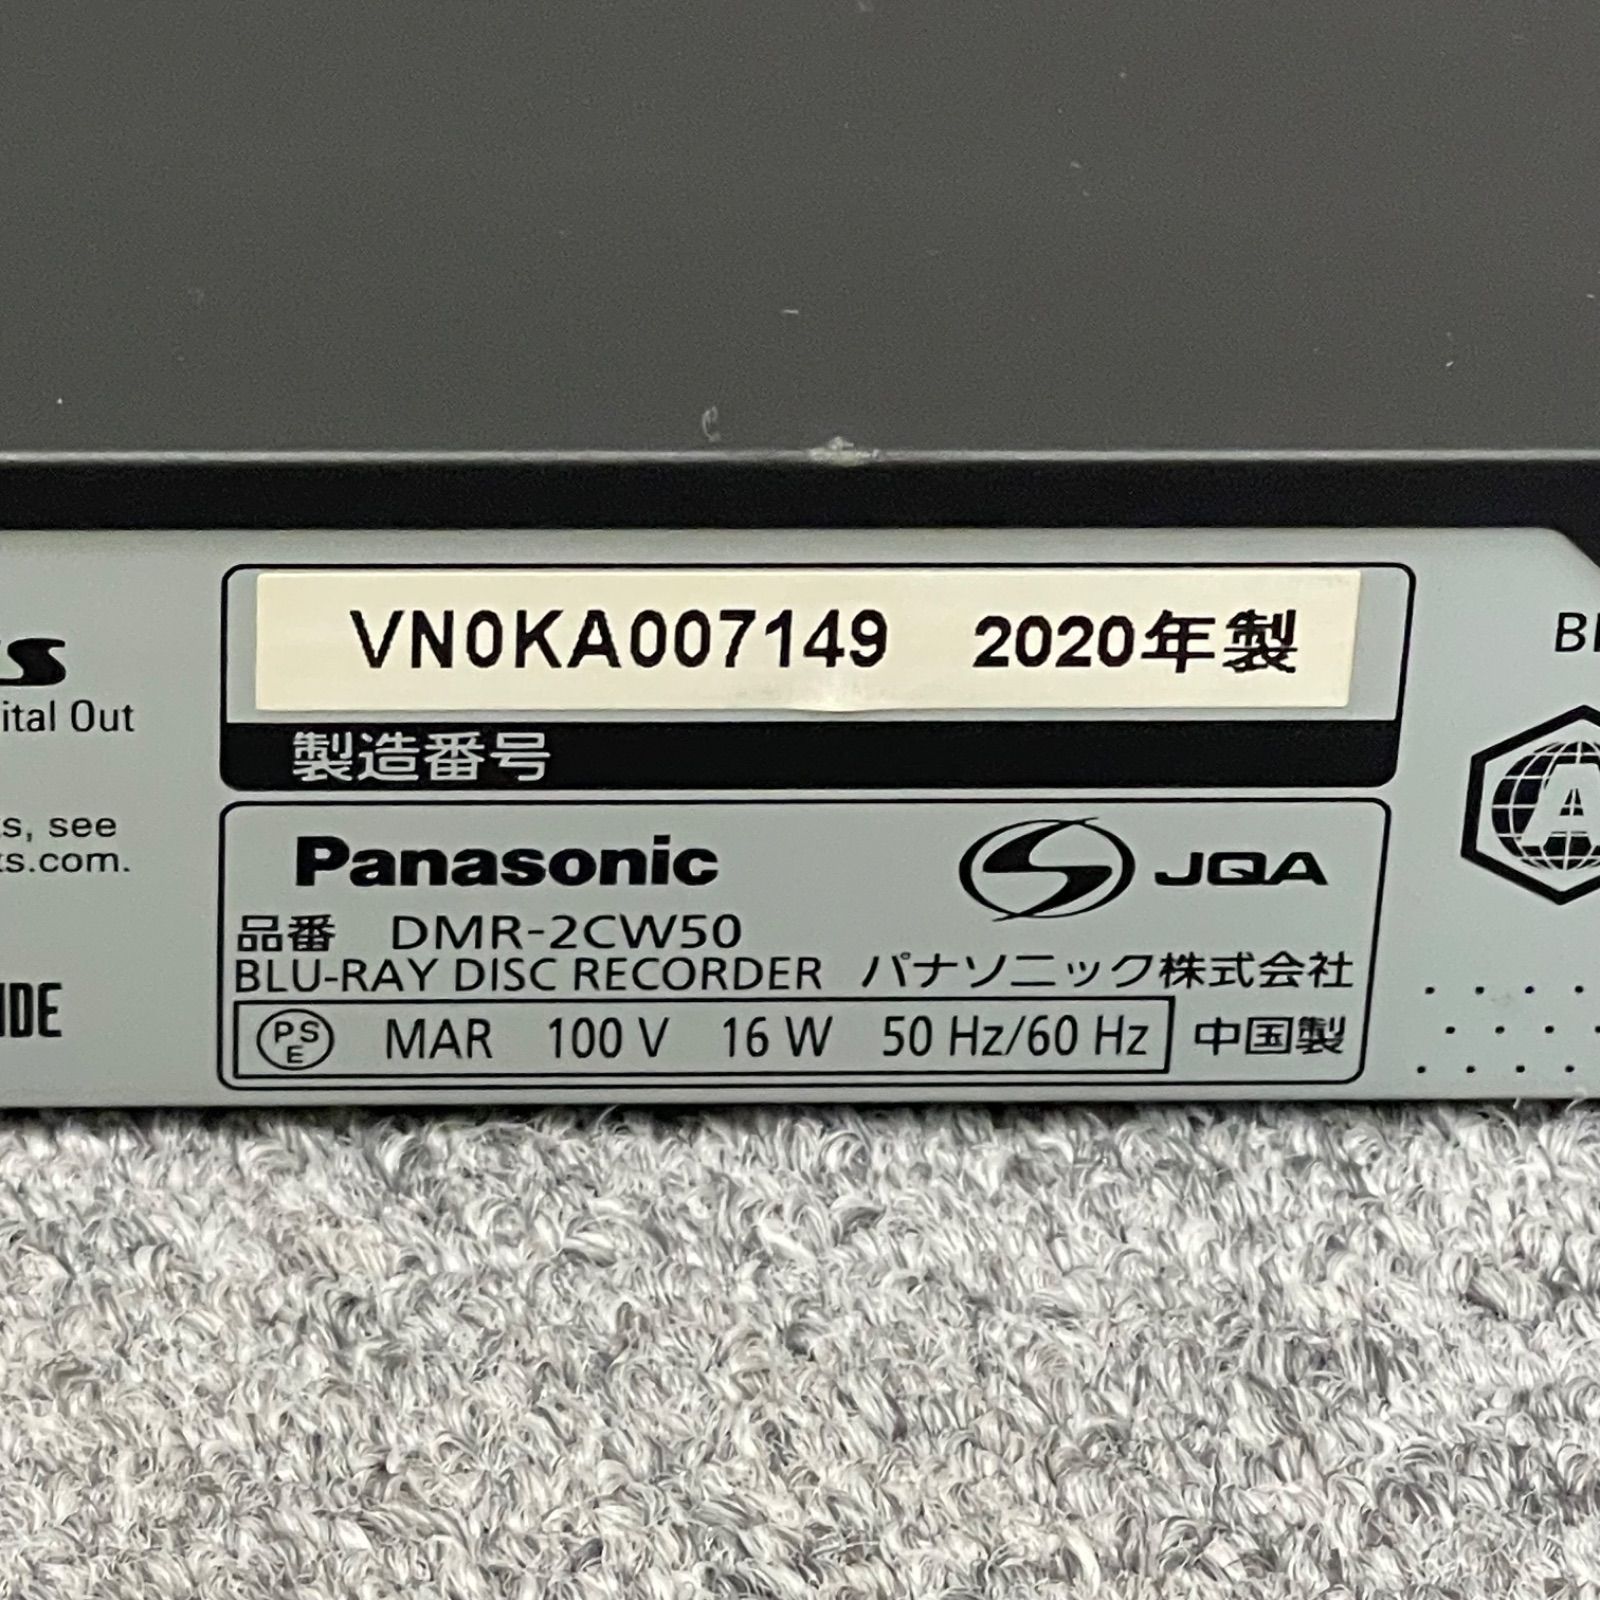 VN0KA007149 2020年製
製造番号
Panasonic JQA
品番 DMR-2CW50
BLU-RAY DISC RECORDER パナソニック株式会社
PSE MAR 100 V 16 W 50 Hz/60 Hz 中国製
ital Out
s, see
ts.com.
IDE
A